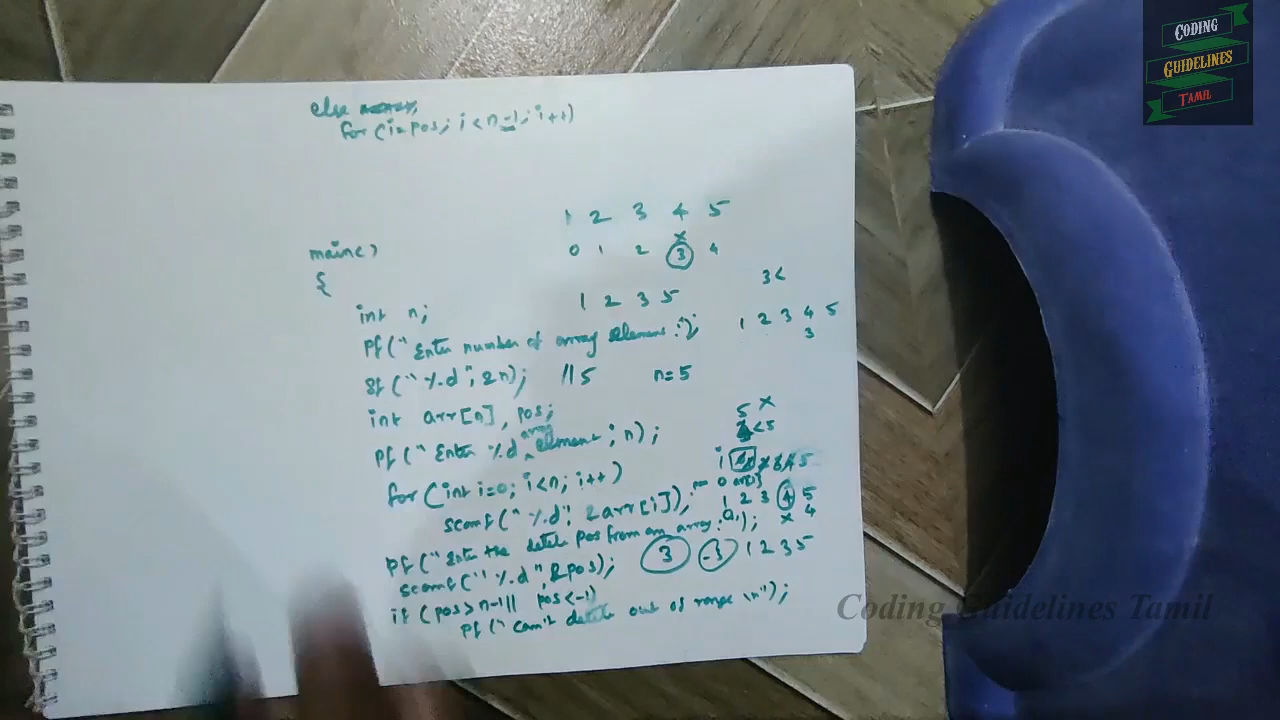 else
for (i=pos; i<n-1; i++)
1 2 3 4 5
x
0 1 2 3 4
main()
{
3<
1 2 3 5
int n;
1 2 3 4 5
3
Pf(" Enter number of array element:");
Sf(" %.d", &n); //5 n=5
int arr[n], pos;
5 x
<5
array
Pf(" Enter %.d element", n);
i
for(int i=0; i<n; i++)
1 2 3 4 5
scanf(" %.d", &arr[i]);
x 4
Pf(" Enter the delete pos from an array:");
3 -3 1 2 3 5
scanf(" %.d", &pos);
if (pos>n-1|| pos<-1)
Pf(" Can't delete out of range \n");
CODING
GUIDELINES
TAMIL
Coding Guidelines Tamil